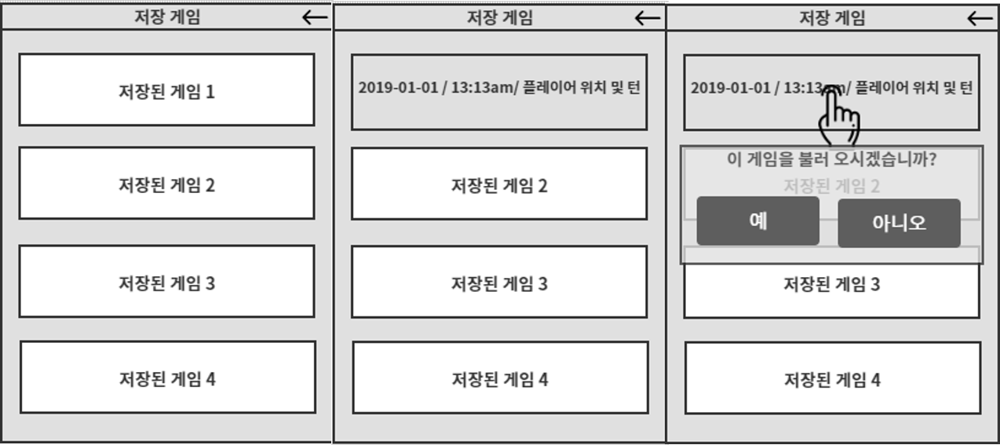 저장 게임
저장된 게임 1
저장된 게임 2
저장된 게임 3
저장된 게임 4
저장 게임
2019-01-01 / 13:13am/ 플레이어 위치 및 턴
저장된 게임 2
저장된 게임 3
저장된 게임 4
저장 게임
2019-01-01 / 13:13am/ 플레이어 위치 및 턴
이 게임을 불러 오시겠습니까?
저장된 게임 2
예
아니오
저장된 게임 3
저장된 게임 4